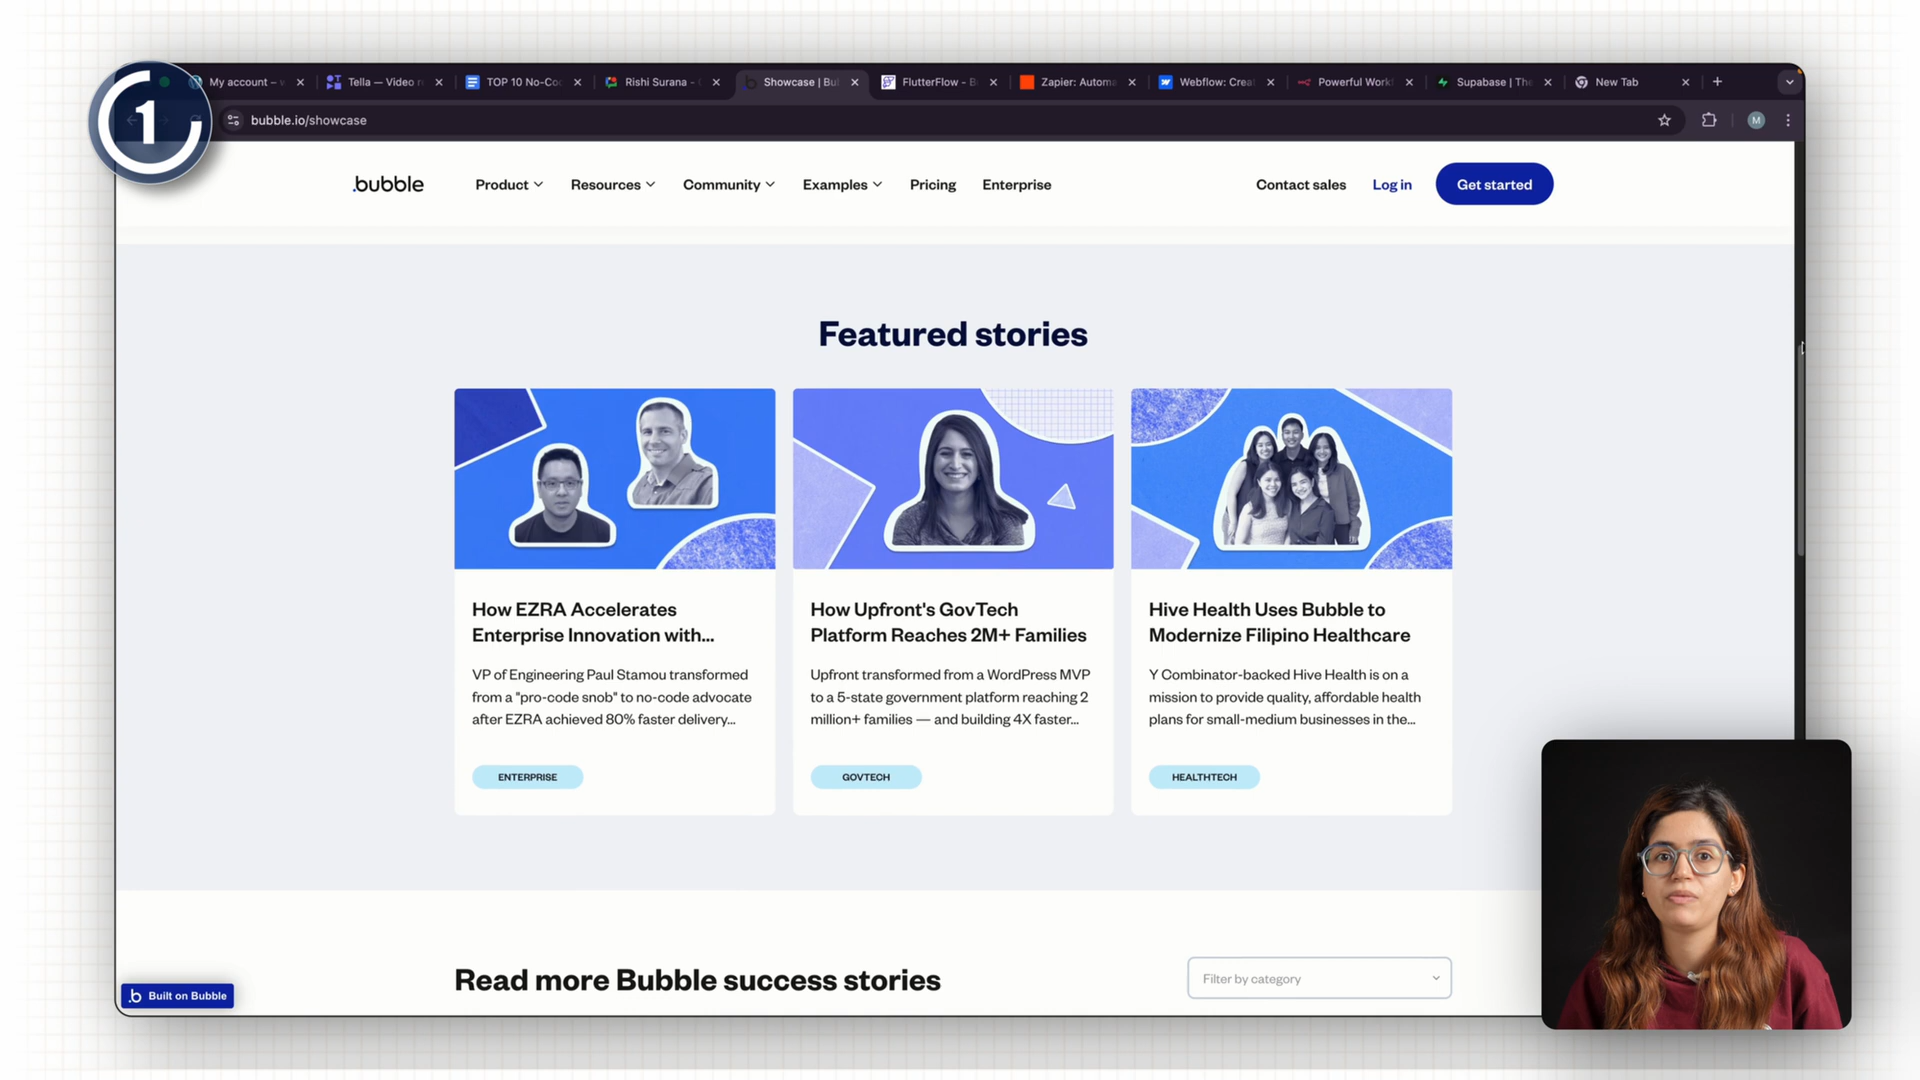 1
My account –
Tella — Video
TOP 10 No-Co
Rishi Surana -
Showcase | Bu
FlutterFlow -
Zapier: Automa
Webflow: Crea
Powerful Work
Supabase | The
New Tab
bubble.io/showcase
M
.bubble
Product
Resources
Community
Examples
Pricing
Enterprise
Contact sales
Log in
Get started
Featured stories
How EZRA Accelerates
Enterprise Innovation with...
VP of Engineering Paul Stamou transformed
from a "pro-code snob" to no-code advocate
after EZRA achieved 80% faster delivery...
ENTERPRISE
How Upfront's GovTech
Platform Reaches 2M+ Families
Upfront transformed from a WordPress MVP
to a 5-state government platform reaching 2
million+ families — and building 4X faster...
GOVTECH
Hive Health Uses Bubble to
Modernize Filipino Healthcare
Y Combinator-backed Hive Health is on a
mission to provide quality, affordable health
plans for small-medium businesses in the...
HEALTHTECH
Read more Bubble success stories
Filter by category
.b Built on Bubble